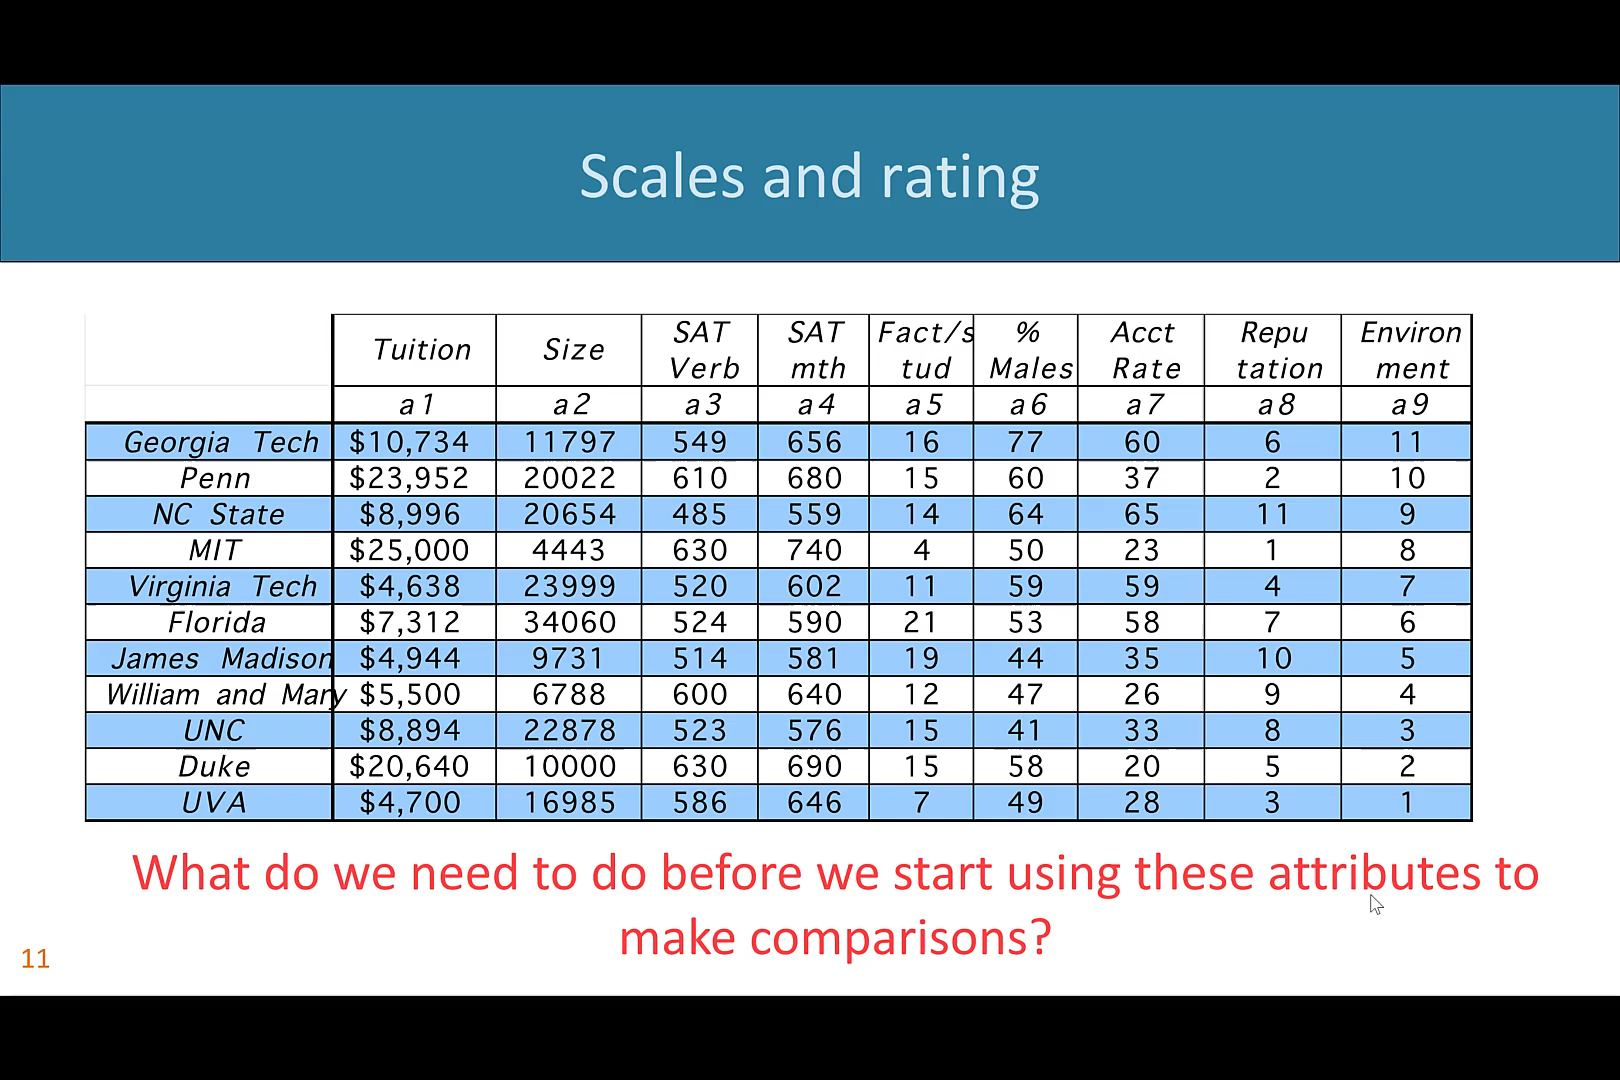 Scales and rating
Tuition Size SAT Verb SAT mth Fact/s tud % Males Acct Rate Repu tation Environ ment
a1 a2 a3 a4 a5 a6 a7 a8 a9
Georgia Tech $10,734 11797 549 656 16 77 60 6 11
Penn $23,952 20022 610 680 15 60 37 2 10
NC State $8,996 20654 485 559 14 64 65 11 9
MIT $25,000 4443 630 740 4 50 23 1 8
Virginia Tech $4,638 23999 520 602 11 59 59 4 7
Florida $7,312 34060 524 590 21 53 58 7 6
James Madison $4,944 9731 514 581 19 44 35 10 5
William and Mary $5,500 6788 600 640 12 47 26 9 4
UNC $8,894 22878 523 576 15 41 33 8 3
Duke $20,640 10000 630 690 15 58 20 5 2
UVA $4,700 16985 586 646 7 49 28 3 1
What do we need to do before we start using these attributes to
make comparisons?
11